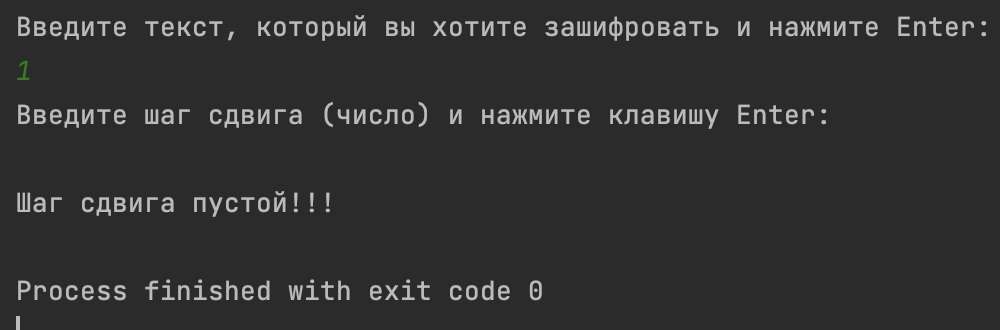 Введите текст, который вы хотите зашифровать и нажмите Enter:
1
Введите шаг сдвига (число) и нажмите клавишу Enter:
Шаг сдвига пустой!!!
Process finished with exit code 0